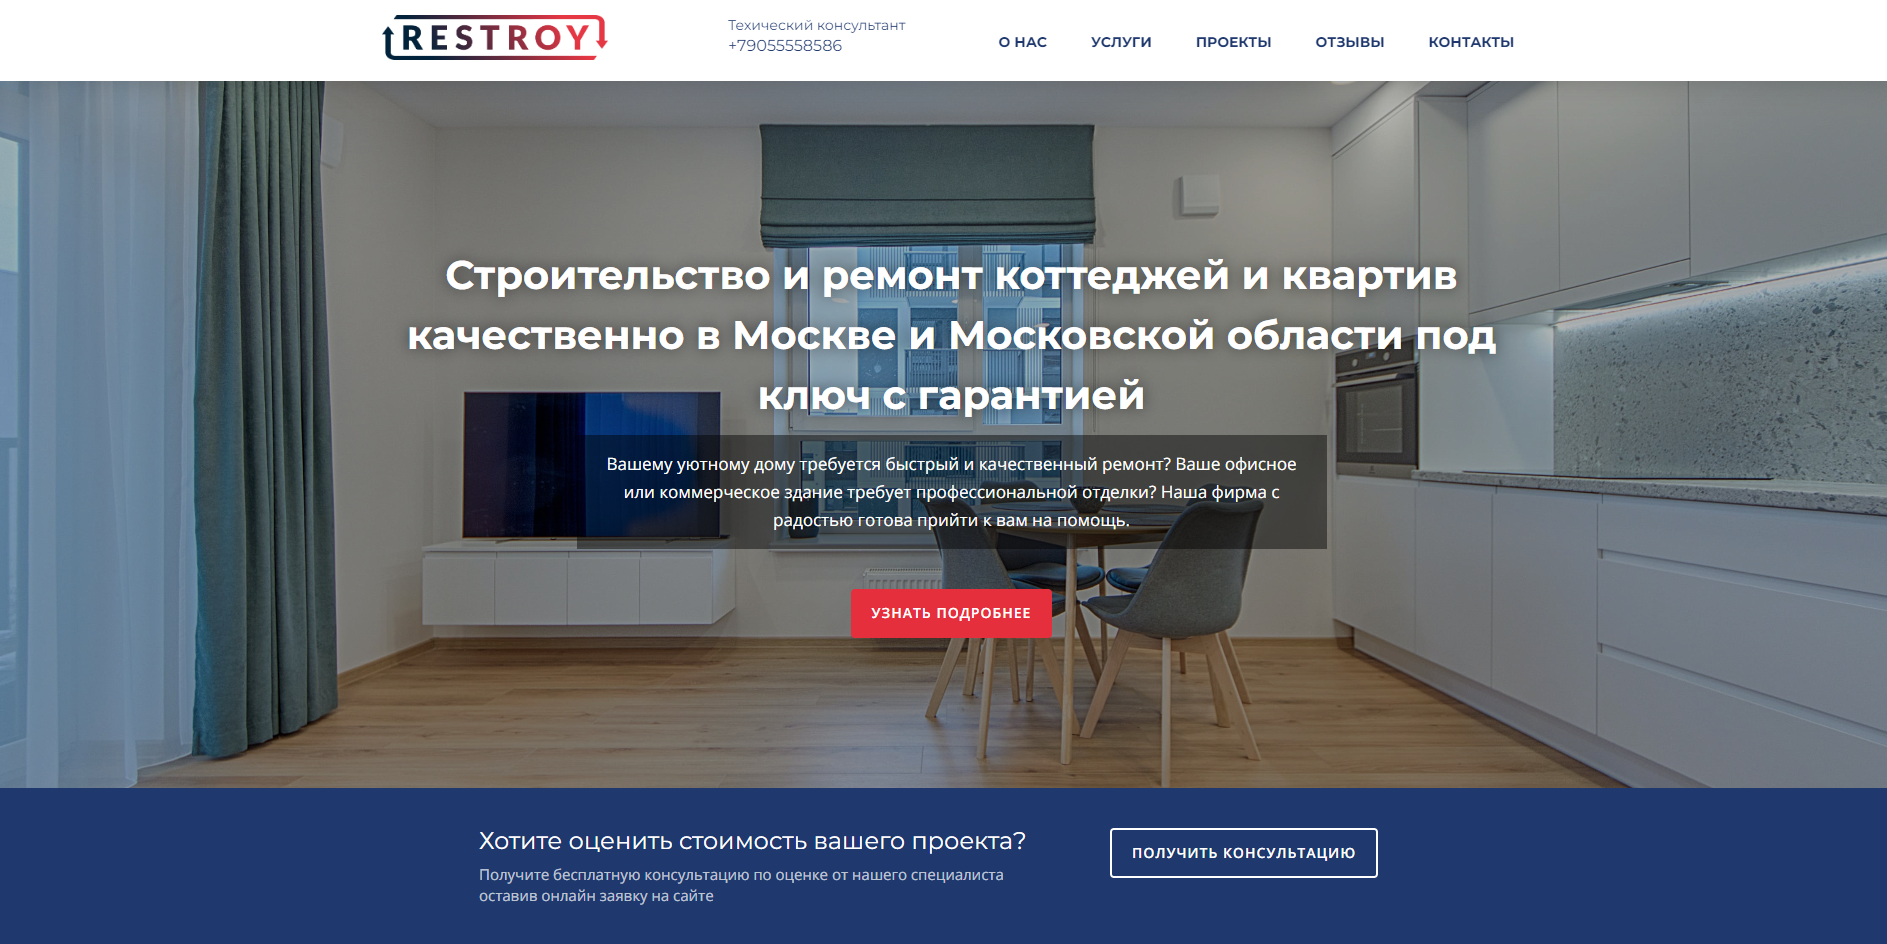 RESTROY
Техический консультант
+79055558586
О НАС УСЛУГИ ПРОЕКТЫ ОТЗЫВЫ КОНТАКТЫ
Строительство и ремонт коттеджей и квартив
качественно в Москве и Московской области под
ключ с гарантией
Вашему уютному дому требуется быстрый и качественный ремонт? Ваше офисное
или коммерческое здание требует профессиональной отделки? Наша фирма с
радостью готова прийти к вам на помощь.
УЗНАТЬ ПОДРОБНЕЕ
Хотите оценить стоимость вашего проекта?
Получите бесплатную консультацию по оценке от нашего специалиста
оставив онлайн заявку на сайте
ПОЛУЧИТЬ КОНСУЛЬТАЦИЮ